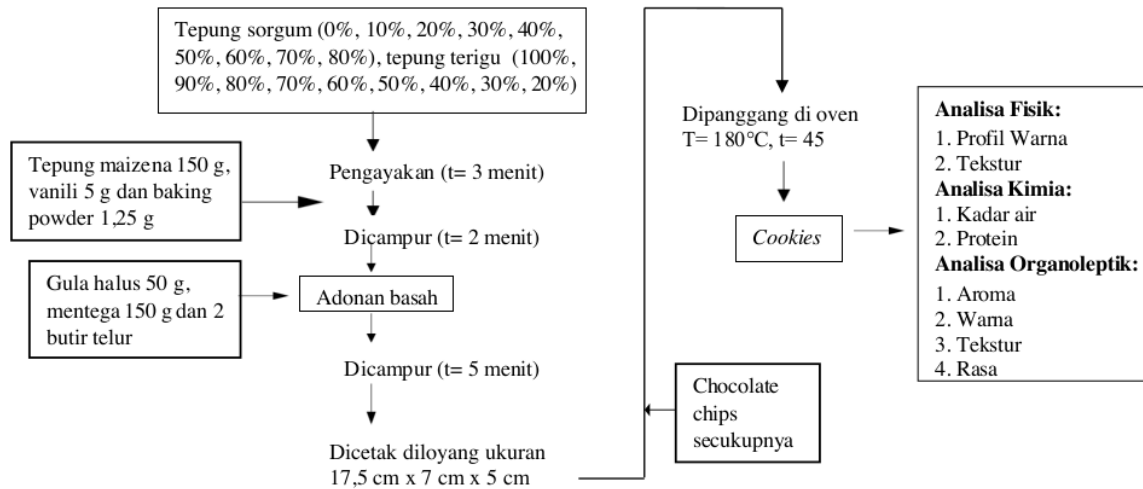 Tepung sorgum (0%, 10%, 20%, 30%, 40%,
50%, 60%, 70%, 80%), tepung terigu (100%,
90%, 80%, 70%, 60%, 50%, 40%, 30%, 20%)
Tepung maizena 150 g,
vanili 5 g dan baking
powder 1,25 g
Pengayakan (t= 3 menit)
Dicampur (t= 2 menit)
Gula halus 50 g,
mentega 150 g dan 2
butir telur
Adonan basah
Dicampur (t= 5 menit)
Dicetak diloyang ukuran
17,5 cm x 7 cm x 5 cm
Chocolate
chips
secukupnya
Dipanggang di oven
T= 180°C, t= 45
Cookies
Analisa Fisik:
1. Profil Warna
2. Tekstur
Analisa Kimia:
1. Kadar air
2. Protein
Analisa Organoleptik:
1. Aroma
2. Warna
3. Tekstur
4. Rasa